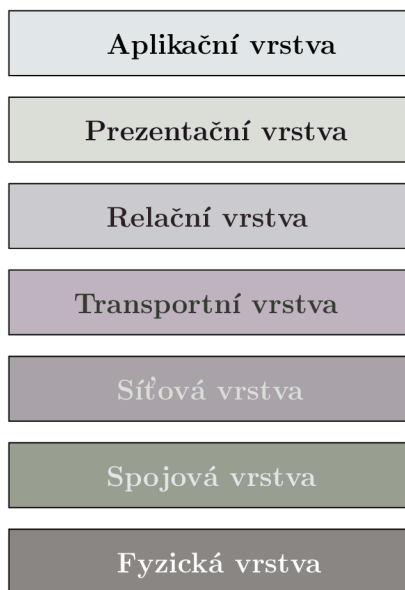 Aplikační vrstva
Prezentační vrstva
Relační vrstva
Transportní vrstva
Síťová vrstva
Spojová vrstva
Fyzická vrstva